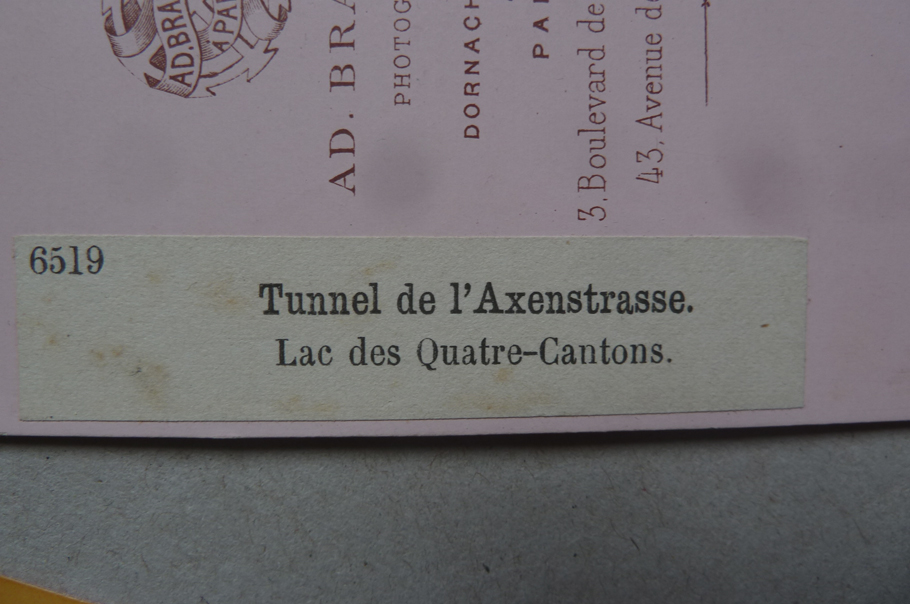 AD.BRA
A PA
AD. BRA
PHOTOG
DORNACH
PA
3, Boulevard de
43, Avenue d
6519
Tunnel de l'Axenstrasse.
Lac des Quatre-Cantons.